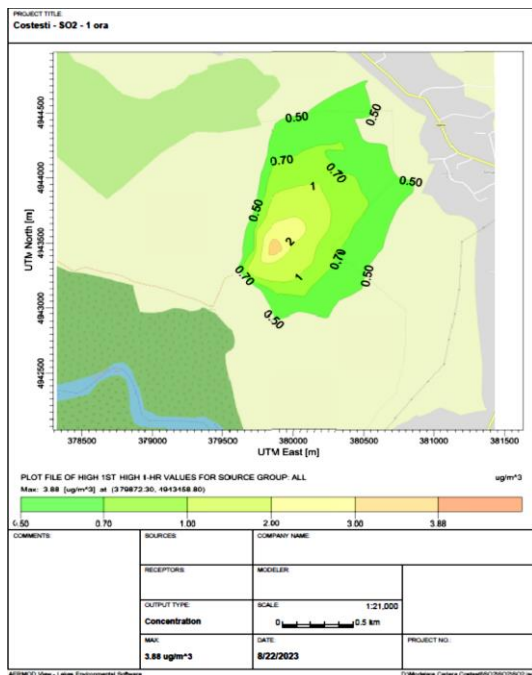 PROJECT TITLE:
Costesti - SO2 - 1 ora
UTM North [m]
4944500
4944000
4943500
4943000
4942500
0.50
0.50
0.70
0.70
1
0.50
0.50
2
0.70
0.70
1
0.50
0.50
378500 379000 379500 380000 380500 381000 381500
UTM East [m]
PLOT FILE OF HIGH 1ST HIGH 1-HR VALUES FOR SOURCE GROUP: ALL
ug/m^3
Max: 3.88 [ug/m^3] at (379872.30, 4943458.80)
0.50 0.70 1.00 2.00 3.00 3.88
COMMENTS:
SOURCES:
COMPANY NAME:
RECEPTORS:
MODELER:
OUTPUT TYPE:
Concentration
SCALE:
1:21,000
0 0.5 km
MAX:
3.88 ug/m^3
DATE:
8/22/2023
PROJECT NO.:
AERMOD View - Lakes Environmental Software